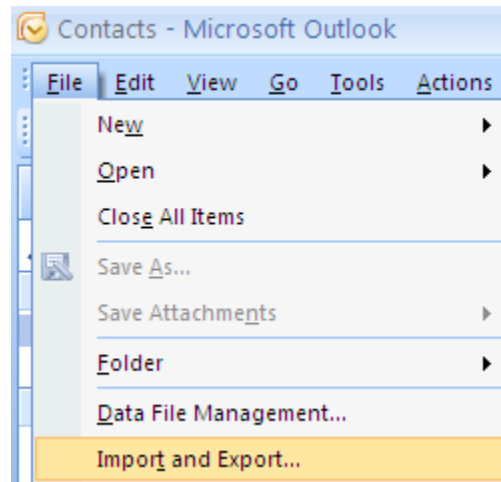 Contacts - Microsoft Outlook
File Edit View Go Tools Actions
New
Open
Close All Items
Save As...
Save Attachments
Folder
Data File Management...
Import and Export...